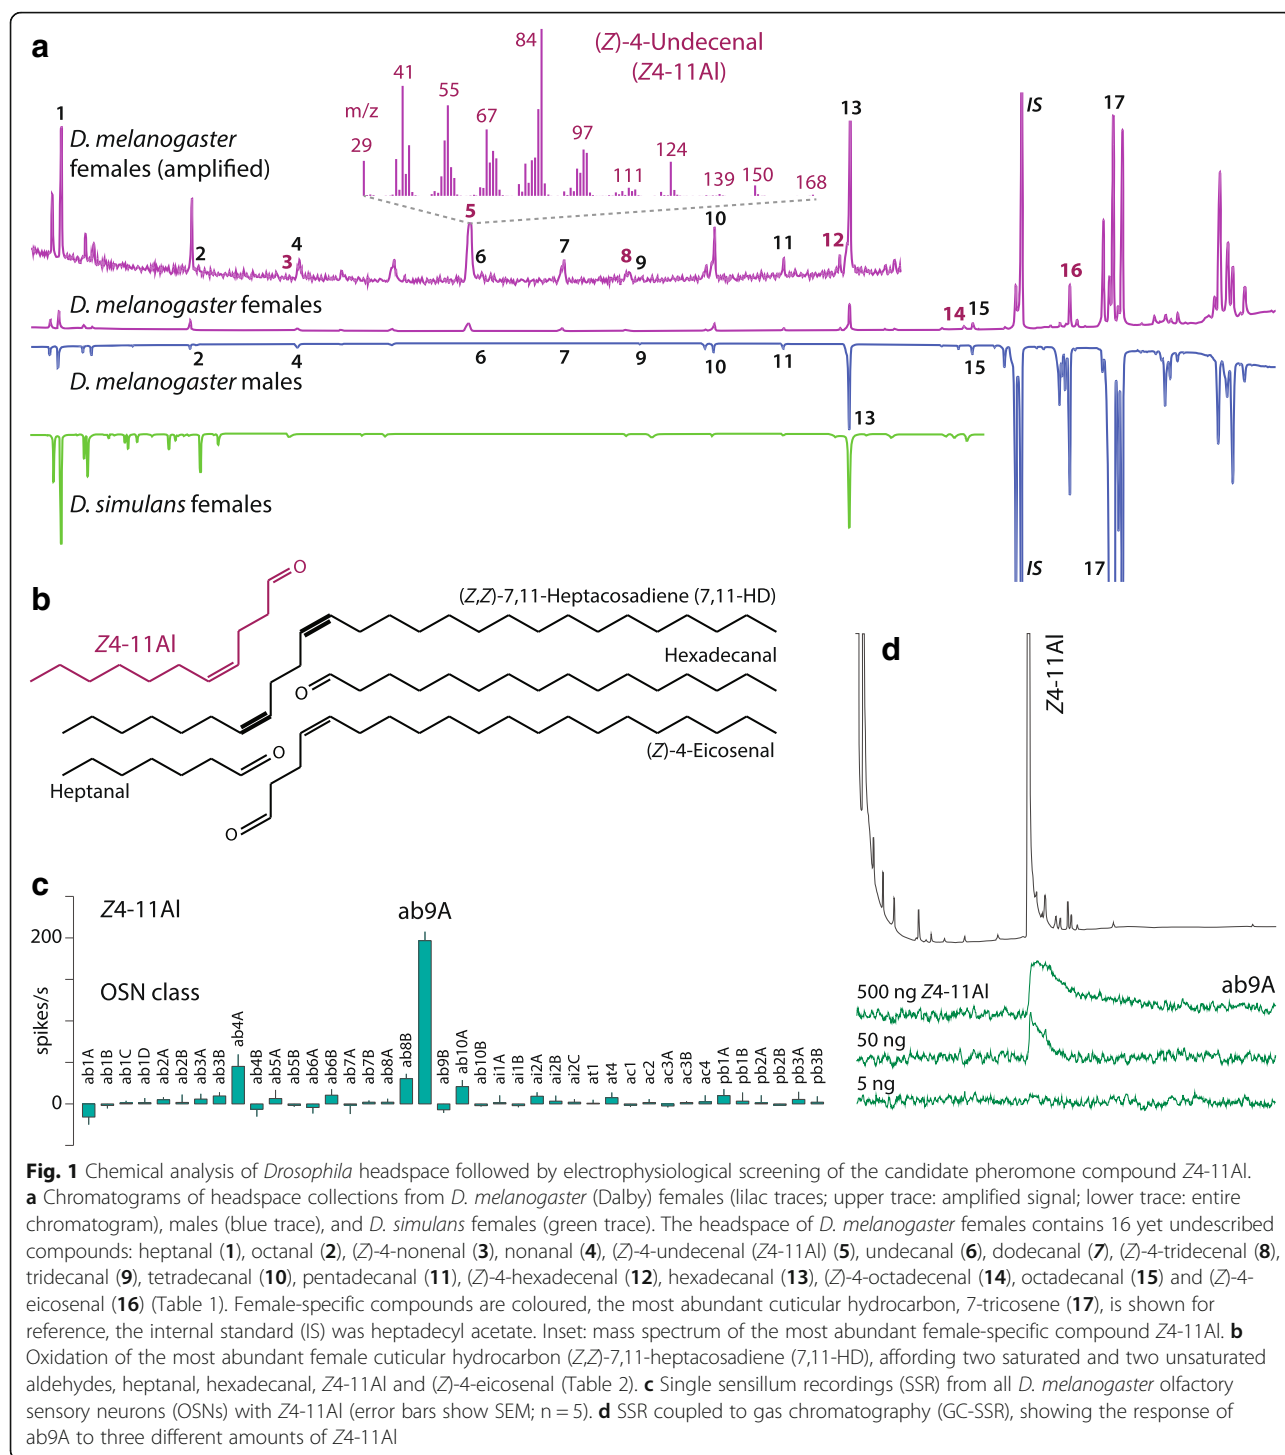 a
(Z)-4-Undecenal
(Z4-11Al)
m/z
29
41
55
67
84
97
111
124
139
150
168
D. melanogaster
females (amplified)
1
2
3
4
5
6
7
8
9
10
11
12
13
IS
17
16
D. melanogaster females
14
15
D. melanogaster males
2
4
6
7
9
10
11
13
15
IS
17
D. simulans females
b
Z4-11Al
O
(Z,Z)-7,11-Heptacosadiene (7,11-HD)
Hexadecanal
O
(Z)-4-Eicosenal
O
Heptanal
O
c
Z4-11Al
OSN class
ab9A
spikes/s
200
0
ab1A
ab1B
ab1C
ab1D
ab2A
ab2B
ab3A
ab3B
ab4A
ab4B
ab5A
ab5B
ab6A
ab6B
ab7A
ab7B
ab8A
ab8B
ab9B
ab10A
ab10B
ai1A
ai1B
ai2A
ai2B
ai2C
at1
at4
ac1
ac2
ac3A
ac3B
ac4
pb1A
pb1B
pb2A
pb2B
pb3A
pb3B
d
Z4-11Al
500 ng Z4-11Al
ab9A
50 ng
5 ng
Fig. 1 Chemical analysis of Drosophila headspace followed by electrophysiological screening of the candidate pheromone compound Z4-11Al.
a Chromatograms of headspace collections from D. melanogaster (Dalby) females (lilac traces; upper trace: amplified signal; lower trace: entire
chromatogram), males (blue trace), and D. simulans females (green trace). The headspace of D. melanogaster females contains 16 yet undescribed
compounds: heptanal (1), octanal (2), (Z)-4-nonenal (3), nonanal (4), (Z)-4-undecenal (Z4-11Al) (5), undecanal (6), dodecanal (7), (Z)-4-tridecenal (8),
tridecanal (9), tetradecanal (10), pentadecanal (11), (Z)-4-hexadecenal (12), hexadecanal (13), (Z)-4-octadecenal (14), octadecanal (15) and (Z)-4-
eicosenal (16) (Table 1). Female-specific compounds are coloured, the most abundant cuticular hydrocarbon, 7-tricosene (17), is shown for
reference, the internal standard (IS) was heptadecyl acetate. Inset: mass spectrum of the most abundant female-specific compound Z4-11Al. b
Oxidation of the most abundant female cuticular hydrocarbon (Z,Z)-7,11-heptacosadiene (7,11-HD), affording two saturated and two unsaturated
aldehydes, heptanal, hexadecanal, Z4-11Al and (Z)-4-eicosenal (Table 2). c Single sensillum recordings (SSR) from all D. melanogaster olfactory
sensory neurons (OSNs) with Z4-11Al (error bars show SEM; n = 5). d SSR coupled to gas chromatography (GC-SSR), showing the response of
ab9A to three different amounts of Z4-11Al